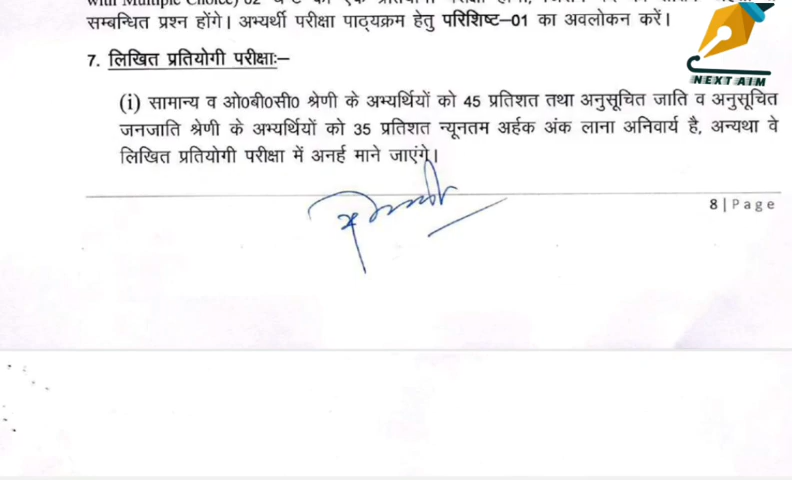 सम्बन्धित प्रश्न होंगे। अभ्यर्थी परीक्षा पाठ्यक्रम हेतु परिशिष्ट–01 का अवलोकन करें।
NEXT AIM
7. लिखित प्रतियोगी परीक्षाः–
(i) सामान्य व ओ0बी0सी0 श्रेणी के अभ्यर्थियों को 45 प्रतिशत तथा अनुसूचित जाति व अनुसूचित
जनजाति श्रेणी के अभ्यर्थियों को 35 प्रतिशत न्यूनतम अर्हक अंक लाना अनिवार्य है, अन्यथा वे
लिखित प्रतियोगी परीक्षा में अनर्ह माने जाएंगे।
8 | P a g e